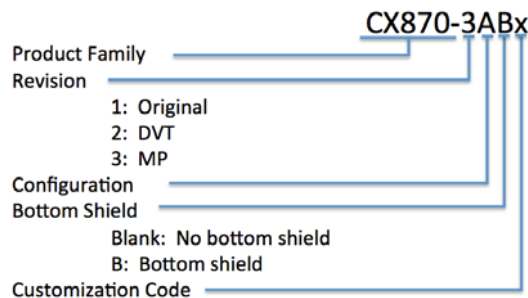 CX870-3ABx
Product Family
Revision
1: Original
2: DVT
3: MP
Configuration
Bottom Shield
Blank: No bottom shield
B: Bottom shield
Customization Code